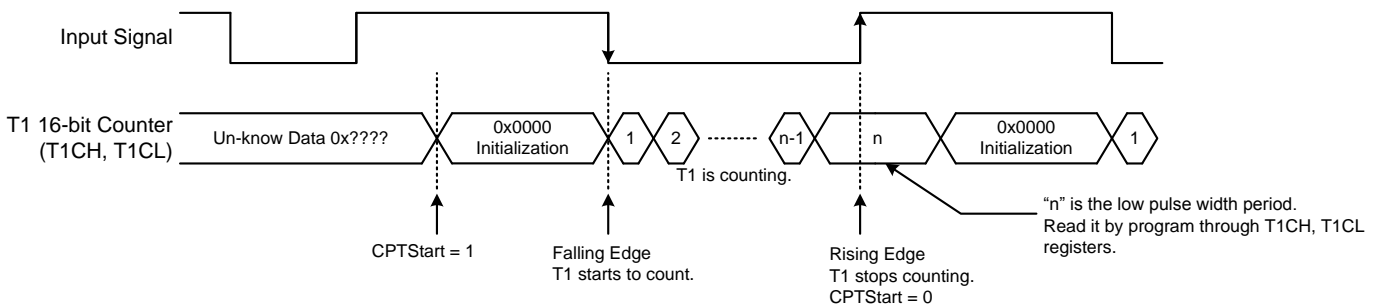 Input Signal
T1 16-bit Counter
(T1CH, T1CL)
Un-know Data 0x????
0x0000
Initialization
1
2
n-1
n
0x0000
Initialization
1
T1 is counting.
"n" is the low pulse width period.
Read it by program through T1CH, T1CL
registers.
CPTStart = 1
Falling Edge
T1 starts to count.
Rising Edge
T1 stops counting.
CPTStart = 0